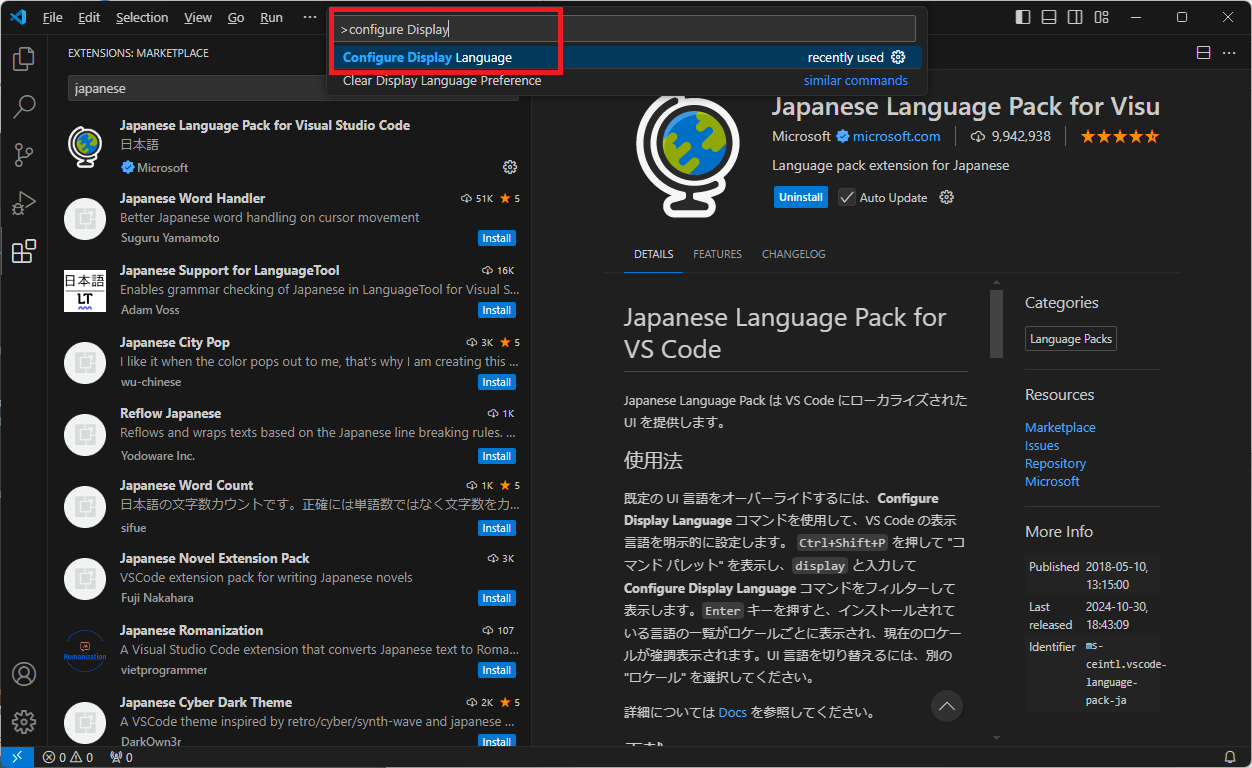 File Edit Selection View Go Run ···
>configure Display
Configure Display Language
recently used
Clear Display Language Preference
similar commands
EXTENSIONS: MARKETPLACE
japanese
Japanese Language Pack for Visual Studio Code
日本語
Microsoft
Japanese Word Handler
51K ★ 5
Better Japanese word handling on cursor movement
Suguru Yamamoto
Install
日本語
LT
Japanese Support for LanguageTool
16K
Enables grammar checking of Japanese in LanguageTool for Visual S...
Adam Voss
Install
Japanese City Pop
3K ★ 5
I like it when the color pops out to me, that's why I am creating this ...
wu-chinese
Install
Reflow Japanese
1K
Reflows and wraps texts based on the Japanese line breaking rules. ...
Yodoware Inc.
Install
Japanese Word Count
1K ★ 5
日本語の文字数カウントです。正確には単語数ではなく文字数をカ...
sifue
Install
Japanese Novel Extension Pack
3K
VSCode extension pack for writing Japanese novels
Fuji Nakahara
Install
Romanization
Japanese Romanization
107
A Visual Studio Code extension that converts Japanese text to Roma...
vietprogrammer
Install
Japanese Cyber Dark Theme
2K ★ 5
A VSCode theme inspired by retro/cyber/synth-wave and japanese ...
DarkOwn3r
Install
Japanese Language Pack for Visu
Microsoft microsoft.com 9,942,938
Language pack extension for Japanese
Uninstall
Auto Update
DETAILS FEATURES CHANGELOG
Japanese Language Pack for
VS Code
Japanese Language Pack は VS Code にローカライズされた
UI を提供します。
使用法
既定の UI 言語をオーバーライドするには、Configure
Display Language コマンドを使用して、VS Code の表示
言語を明示的に設定します。 Ctrl+Shift+P を押して "コ
マンド パレット" を表示し、display と入力して
Configure Display Language コマンドをフィルターして
表示します。Enter キーを押すと、インストールされて
いる言語の一覧がロケールごとに表示され、現在のロケー
ルが強調表示されます。UI 言語を切り替えるには、別の
"ロケール" を選択してください。
詳細については Docs を参照してください。
Categories
Language Packs
Resources
Marketplace
Issues
Repository
Microsoft
More Info
Published 2018-05-10,
13:15:00
Last 2024-10-30,
released 18:43:09
Identifier ms-
ceintl.vscode-
language-
pack-ja
0 0 0